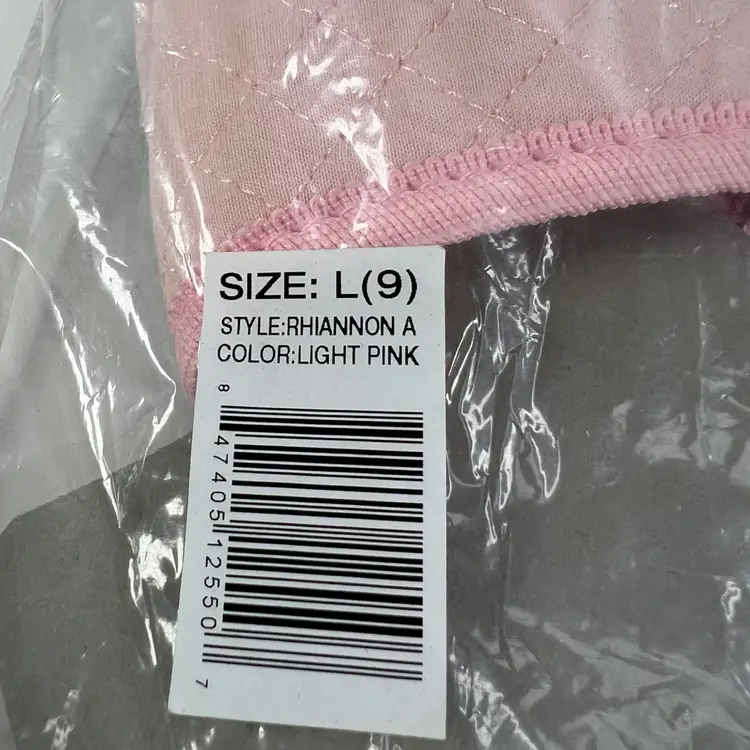 SIZE: L(9)
STYLE:RHIANNON A
COLOR:LIGHT PINK
8 47405 12550 7